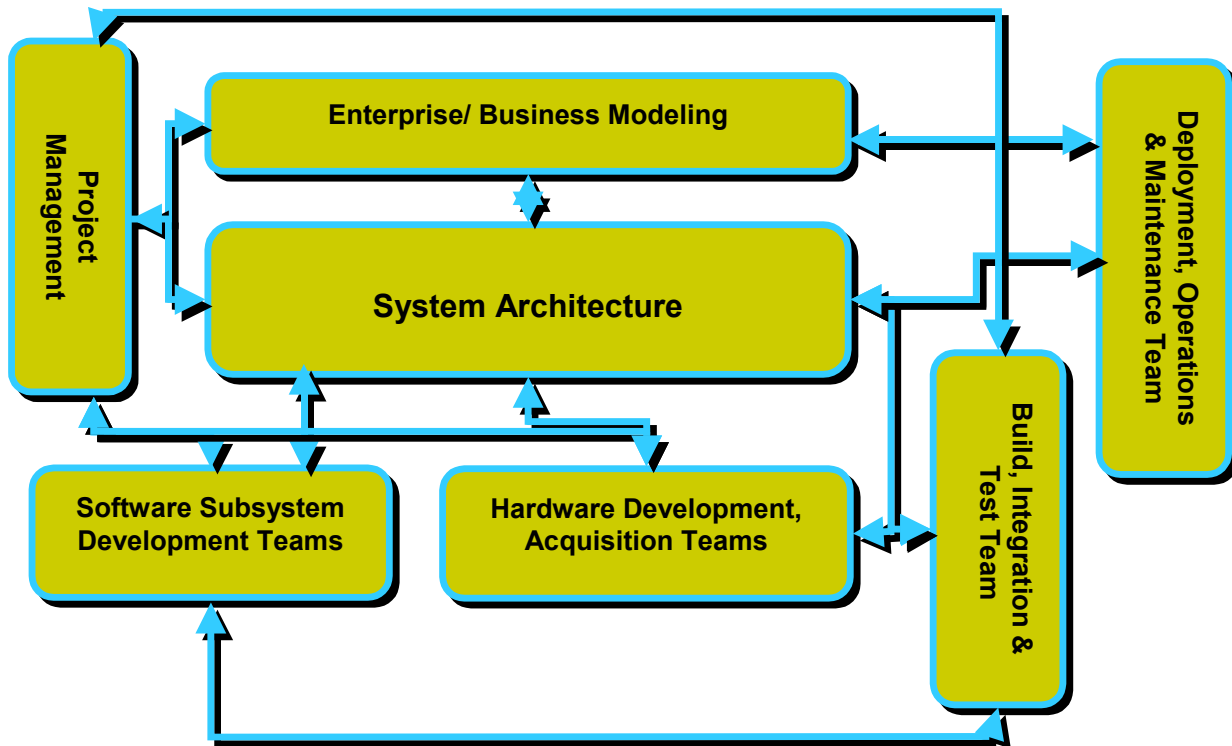 Project
Management
Enterprise/ Business Modeling
System Architecture
Deployment, Operations
& Maintenance Team
Software Subsystem
Development Teams
Hardware Development,
Acquisition Teams
Build, Integration &
Test Team